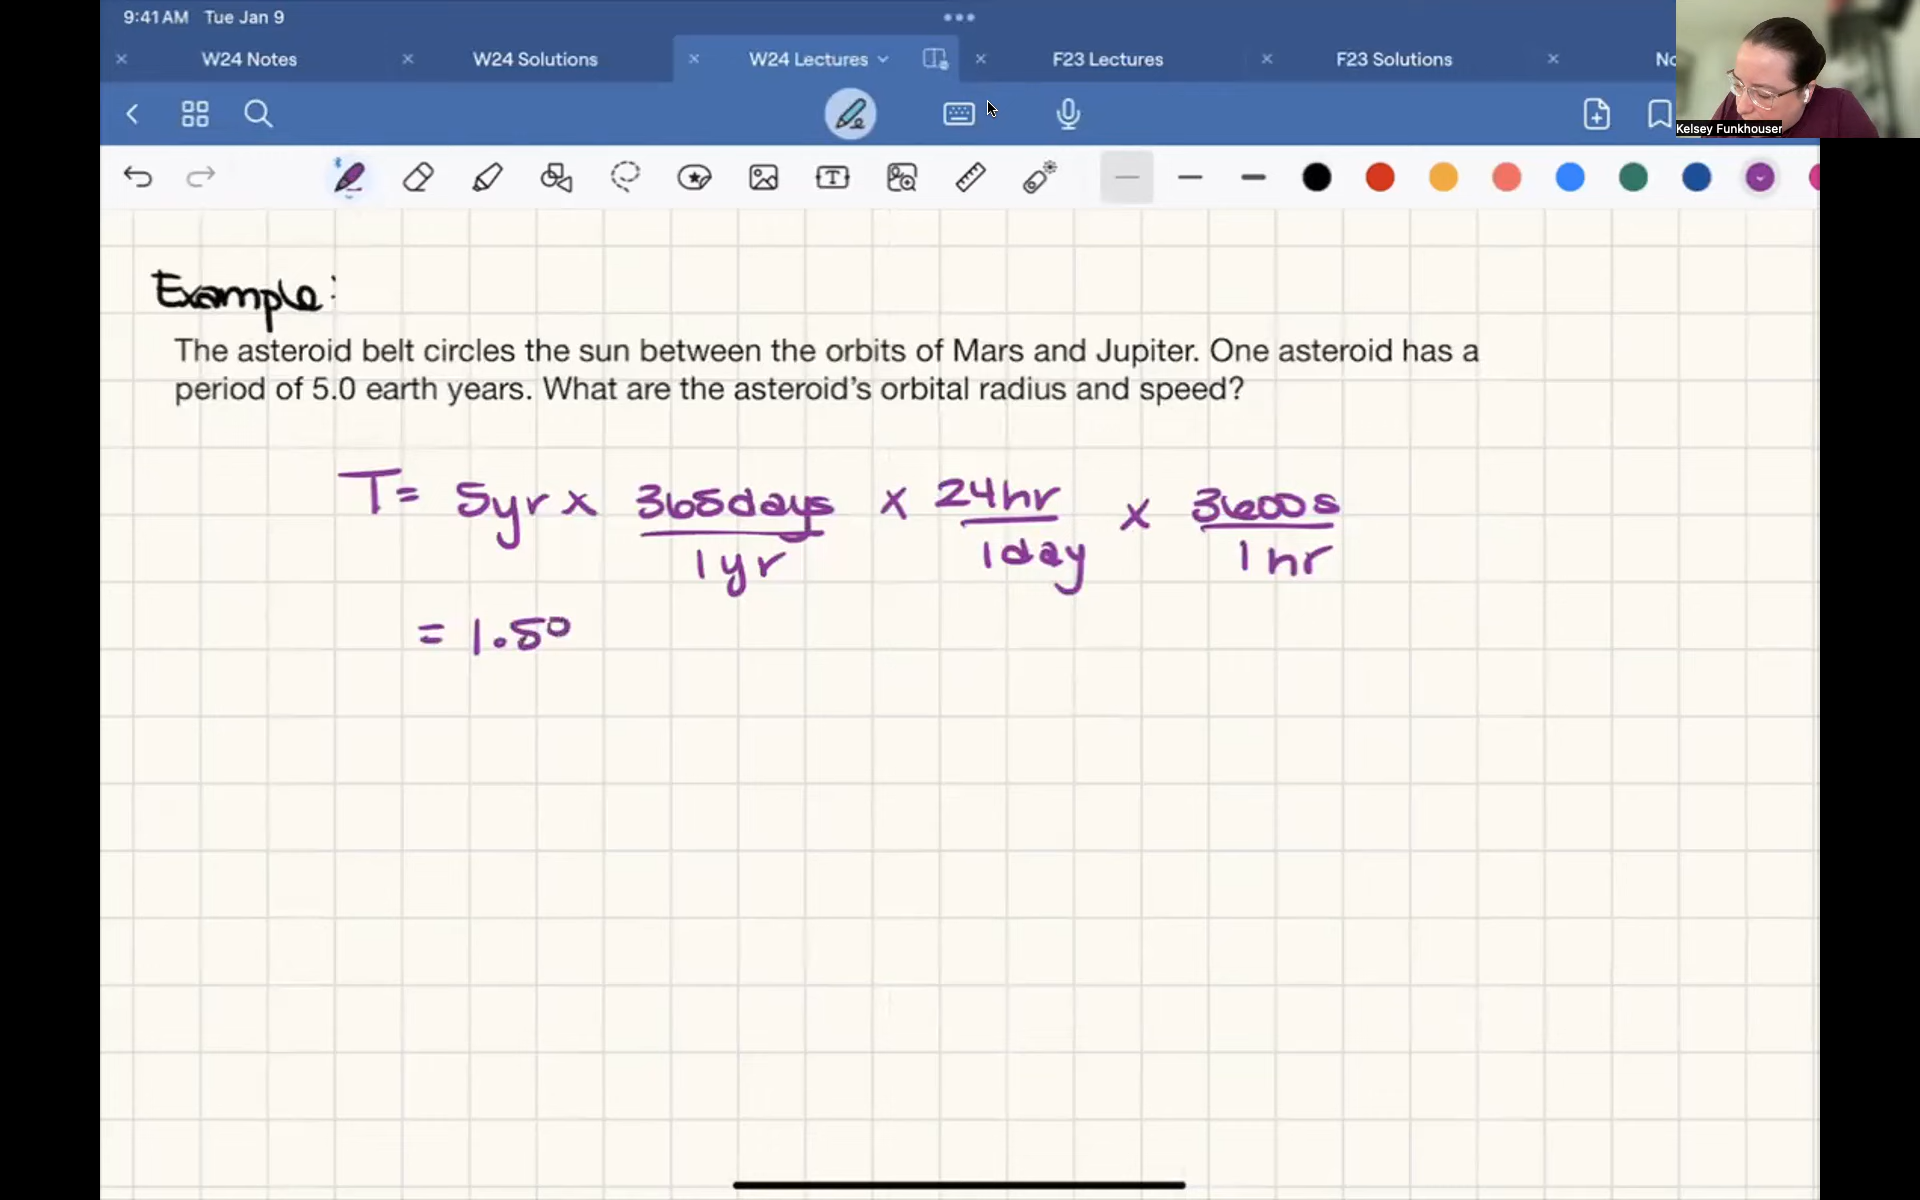 9:41 AM Tue Jan 9
W24 Notes W24 Solutions W24 Lectures F23 Lectures F23 Solutions No
Kelsey Funkhouser
Example:
The asteroid belt circles the sun between the orbits of Mars and Jupiter. One asteroid has a
period of 5.0 earth years. What are the asteroid's orbital radius and speed?
T= 5yr x 365days/1yr x 24hr/1day x 3600s/1hr
= 1.50